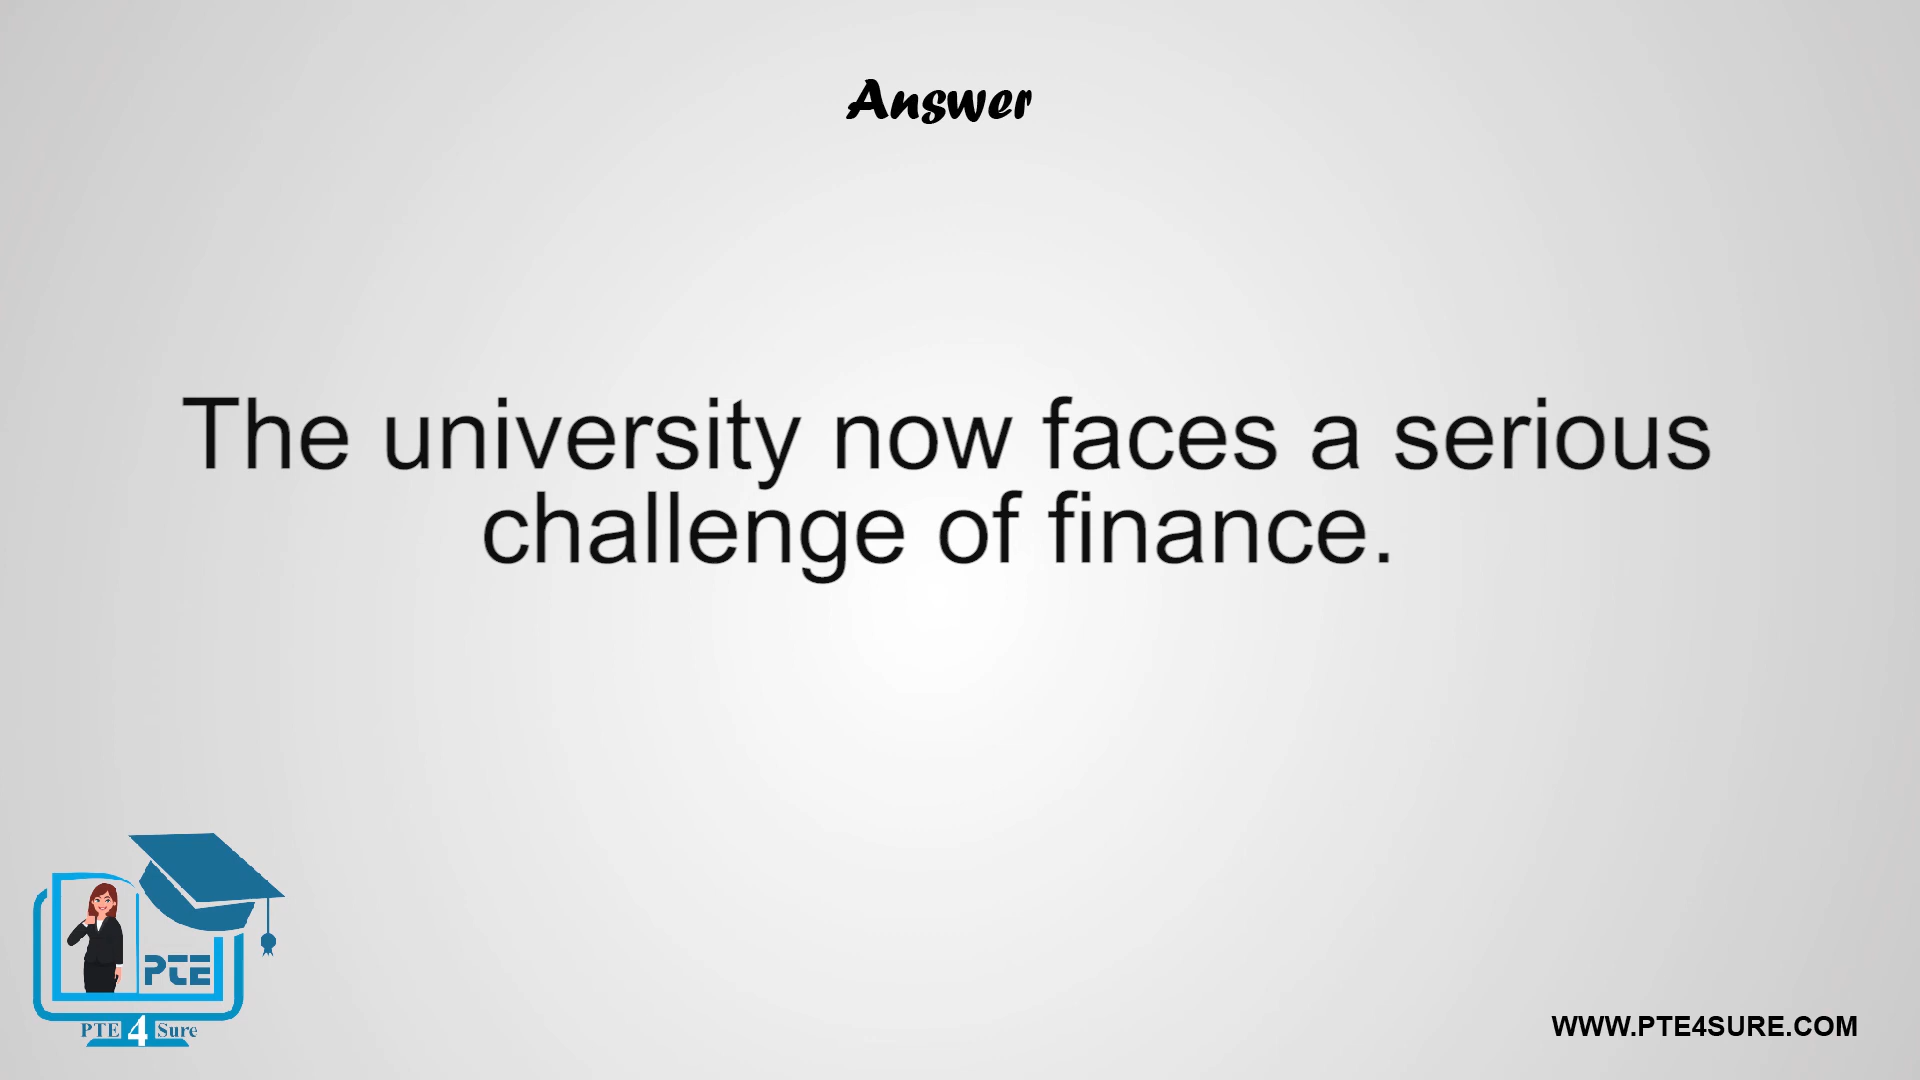 Answer
The university now faces a serious
challenge of finance.
PTE
PTE 4 Sure
WWW.PTE4SURE.COM